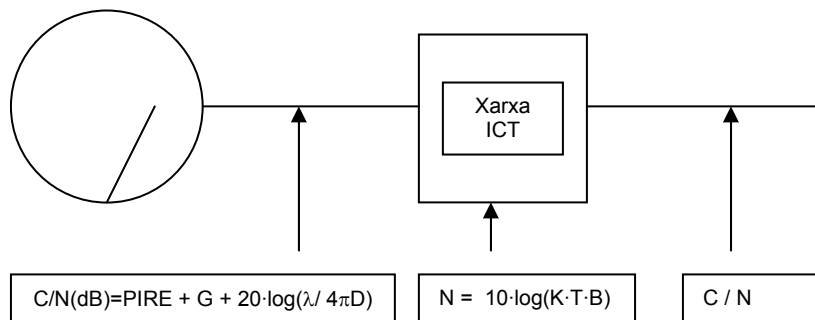 Xarxa
ICT
C/N(dB)=PIRE + G + 20·log(λ/ 4πD)
N = 10·log(K·T·B)
C / N